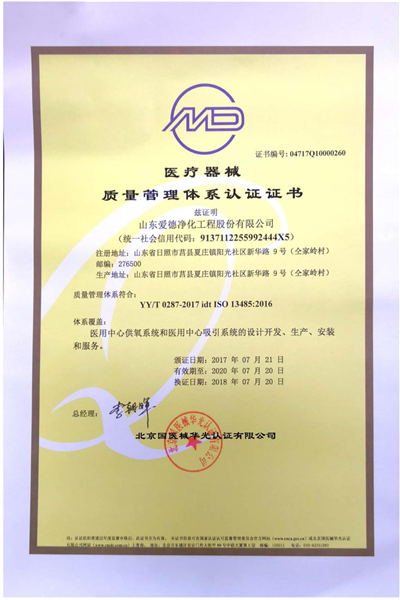 CMD
证书编号: 04717Q10000260
医疗器械
质量管理体系认证证书
兹证明
山东爱德净化工程股份有限公司
（统一社会信用代码：9137112255992444X5）
注册地址：山东省日照市莒县夏庄镇阳光社区新华路 9 号（仝家岭村）
邮编：276500
生产地址：山东省日照市莒县夏庄镇阳光社区新华路 9 号（仝家岭村）
质量管理体系符合:
YY/T 0287-2017 idt ISO 13485:2016
体系覆盖：
医用中心供氧系统和医用中心吸引系统的设计开发、生产、安装
和服务。
颁证日期：2017 年 07 月 21 日
有效期至：2020 年 07 月 20 日
换证日期：2018 年 07 月 20 日
总经理：
北京国医械华光认证有限公司